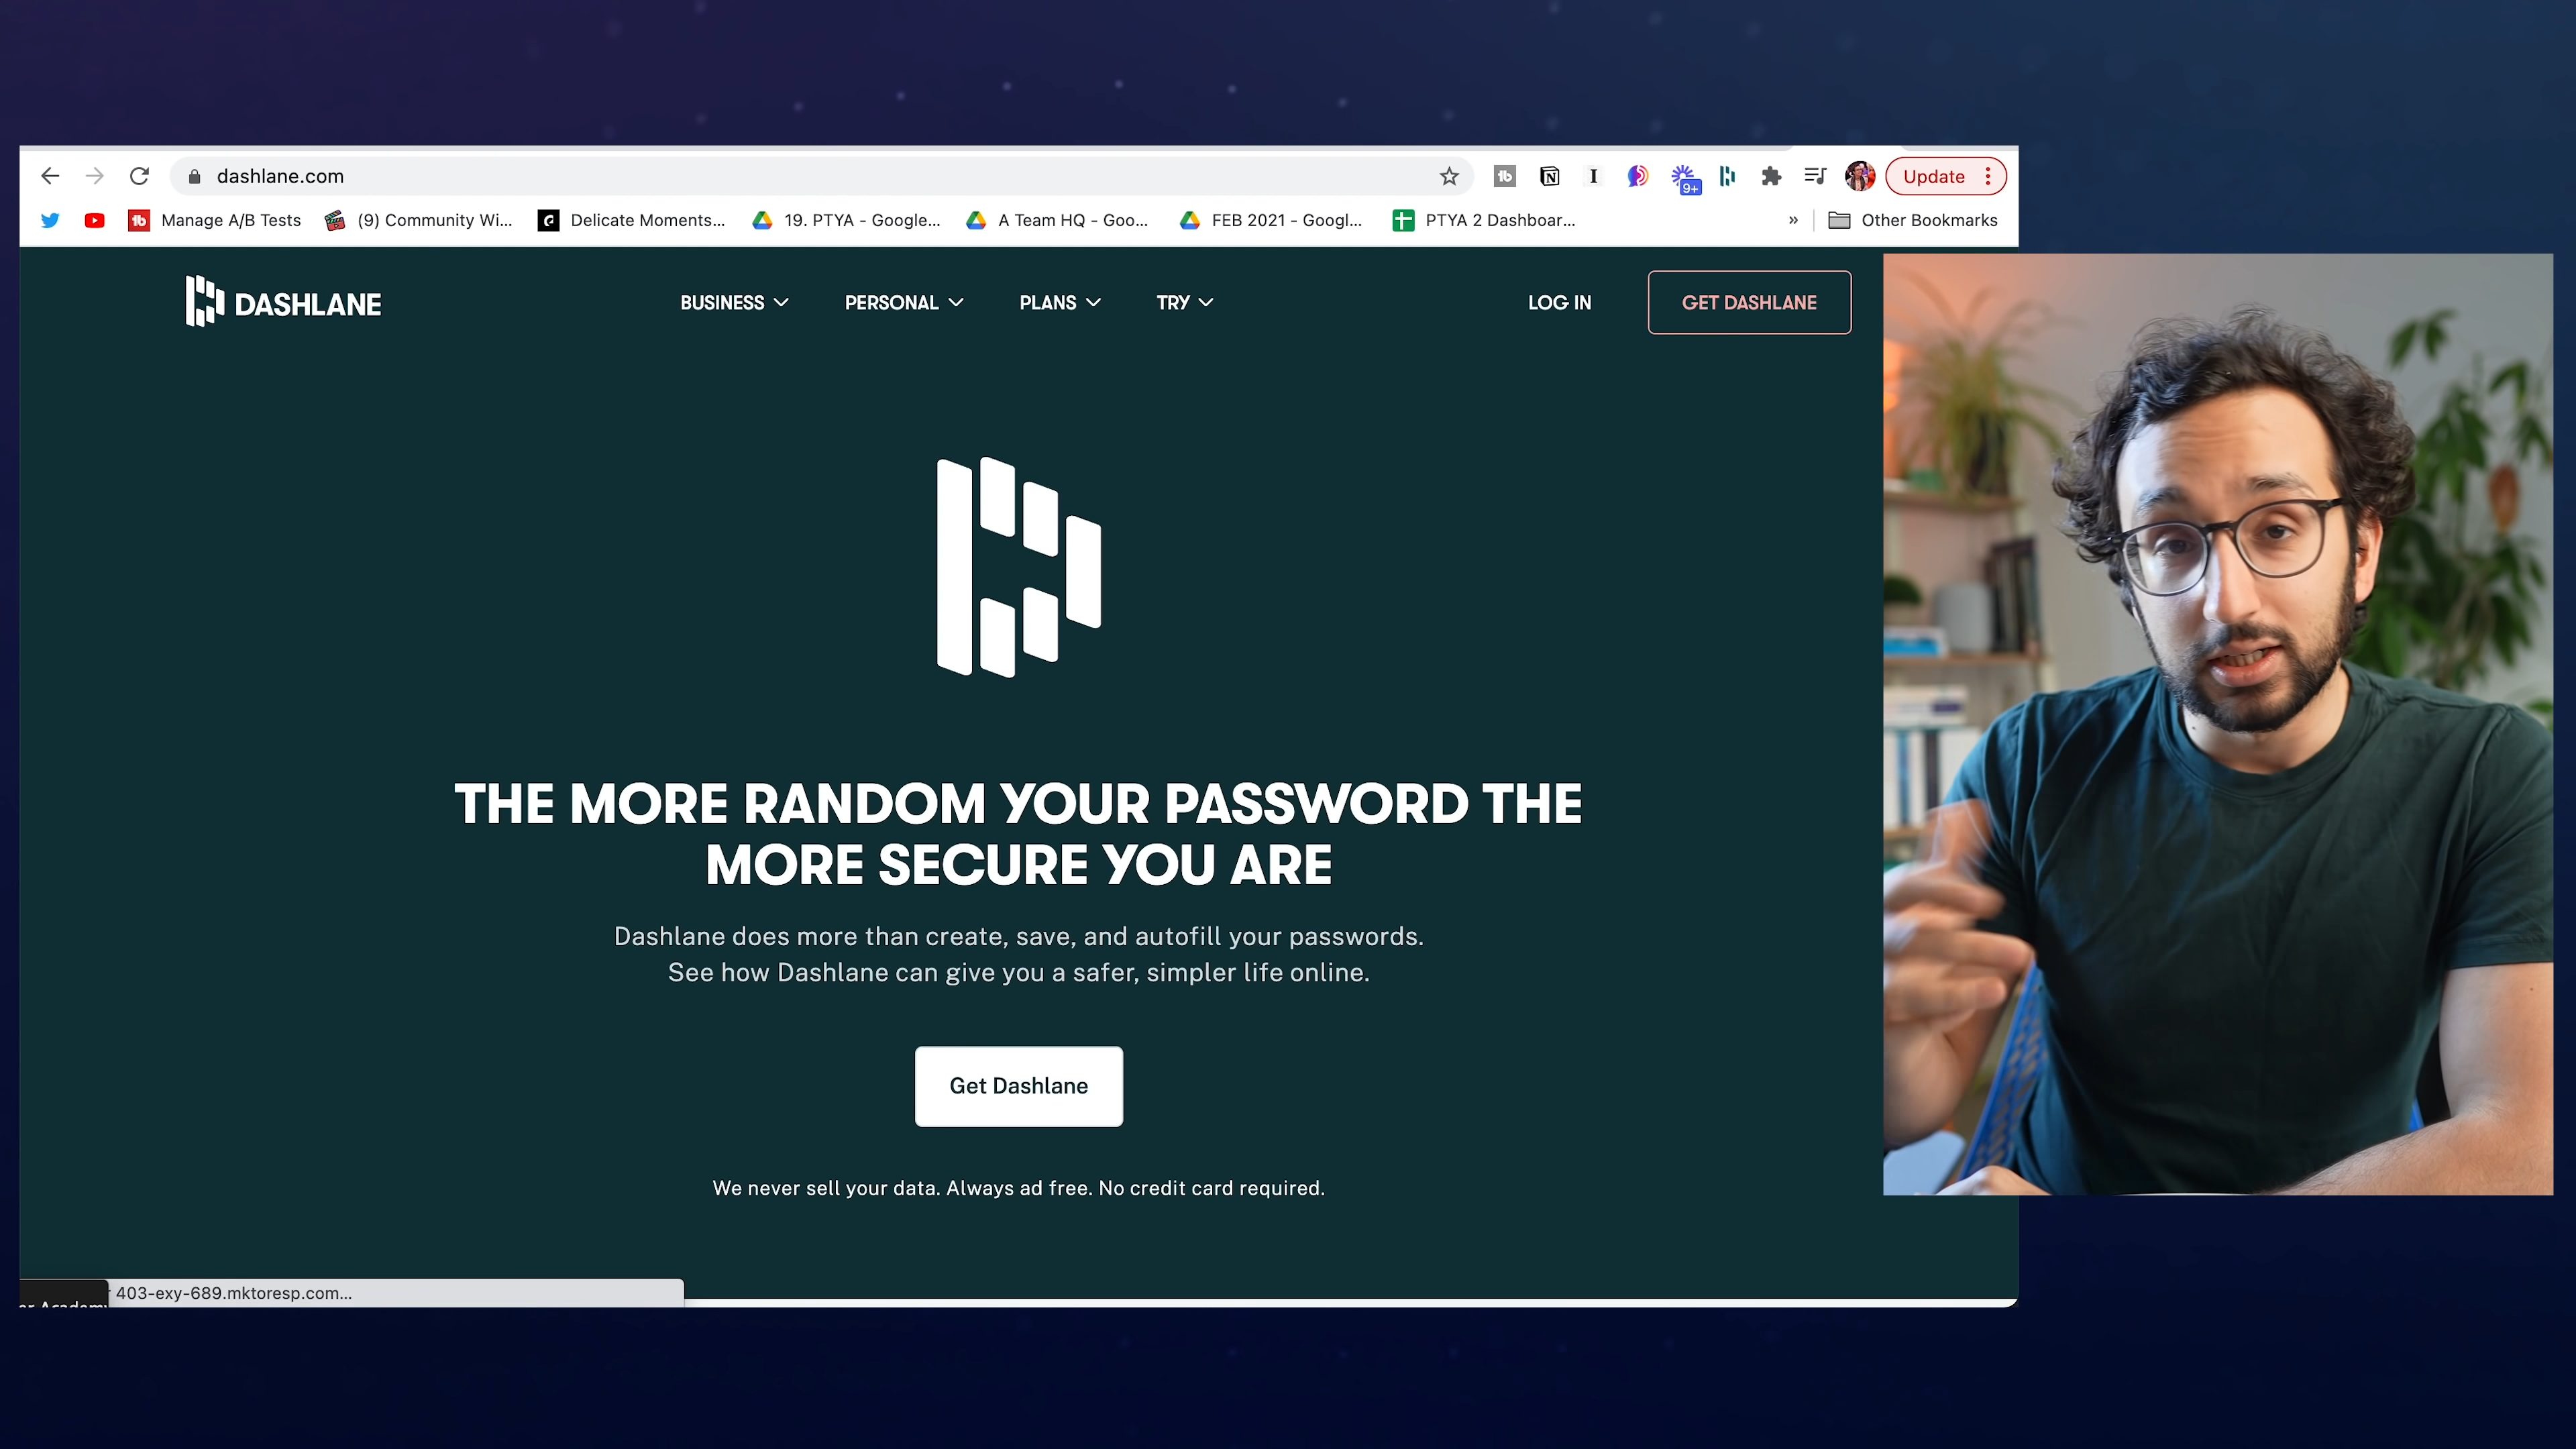 dashlane.com
9+
Update
Manage A/B Tests
(9) Community Wi...
Delicate Moments...
19. PTYA - Google...
A Team HQ - Goo...
FEB 2021 - Googl...
PTYA 2 Dashboar...
»
Other Bookmarks
DASHLANE
BUSINESS
PERSONAL
PLANS
TRY
LOG IN
GET DASHLANE
THE MORE RANDOM YOUR PASSWORD THE
MORE SECURE YOU ARE
Dashlane does more than create, save, and autofill your passwords.
See how Dashlane can give you a safer, simpler life online.
Get Dashlane
We never sell your data. Always ad free. No credit card required.
403-exy-689.mktoresp.com...